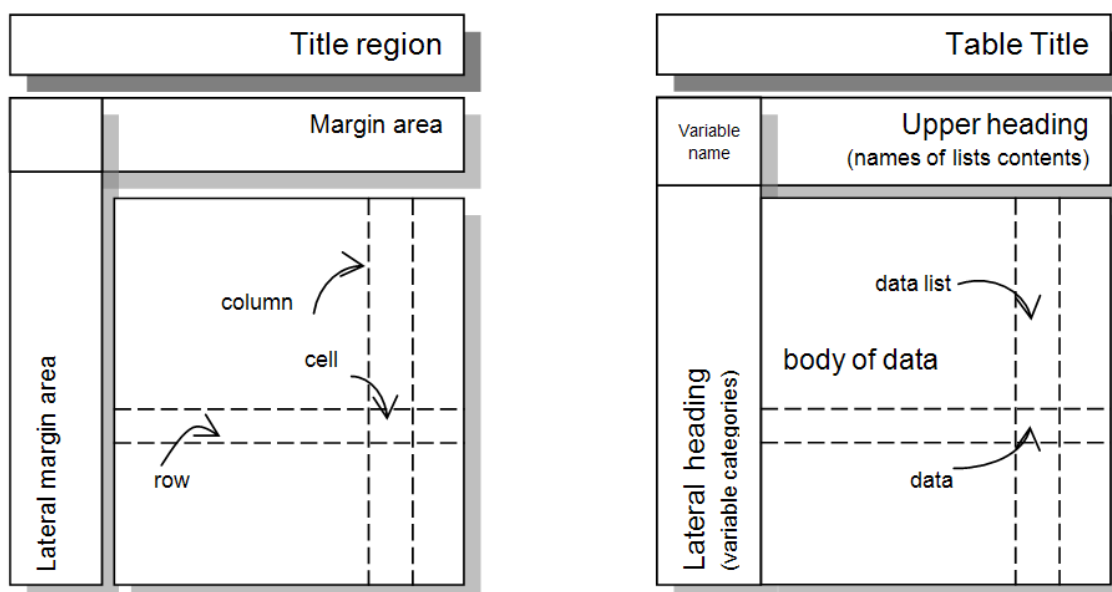 Title region
Margin area
column
cell
row
Lateral margin area
Table Title
Variable
name
Upper heading
(names of lists contents)
data list
body of data
data
Lateral heading
(variable categories)